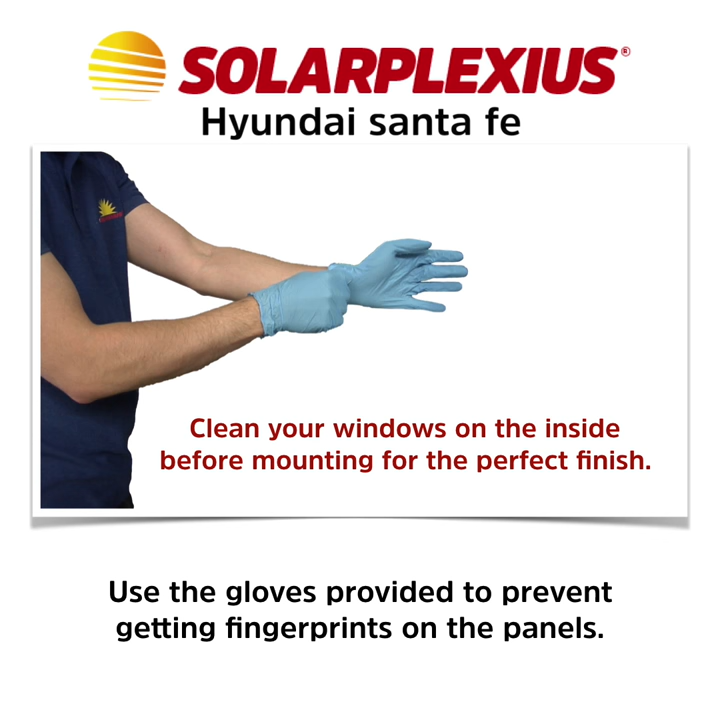 SOLARPLEXIUS®
Hyundai santa fe
Clean your windows on the inside
before mounting for the perfect finish.
Use the gloves provided to prevent
getting fingerprints on the panels.